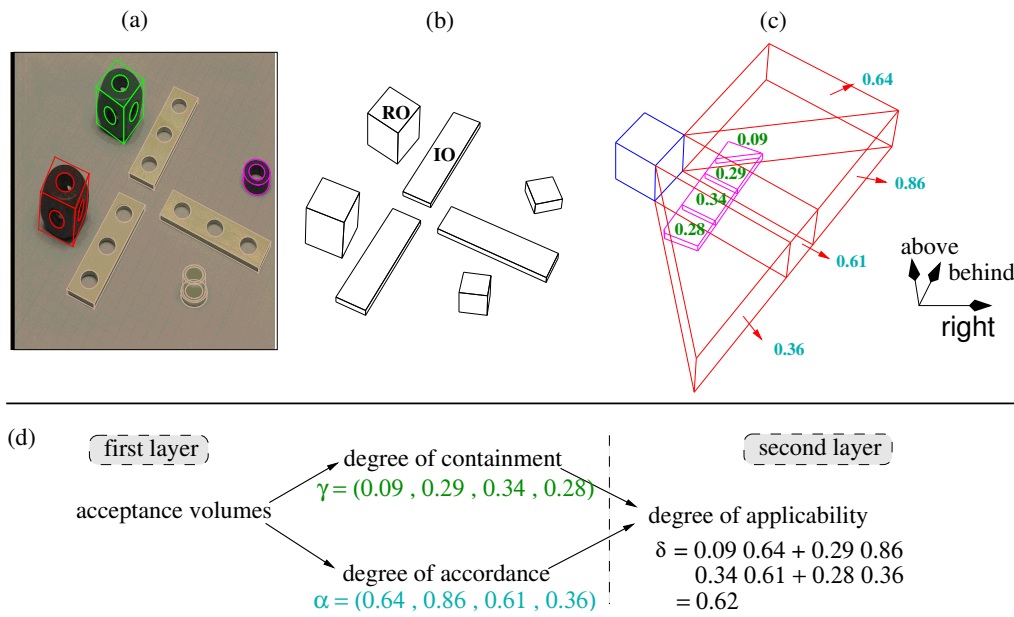 (a)
(b)
(c)
RO
IO
0.64
0.09
0.29
0.86
0.34
0.28
0.61
above
behind
right
0.36
(d)
first layer
second layer
degree of containment
γ = (0.09 , 0.29 , 0.34 , 0.28)
acceptance volumes
degree of applicability
δ = 0.09 0.64 + 0.29 0.86
0.34 0.61 + 0.28 0.36
= 0.62
degree of accordance
α = (0.64 , 0.86 , 0.61 , 0.36)